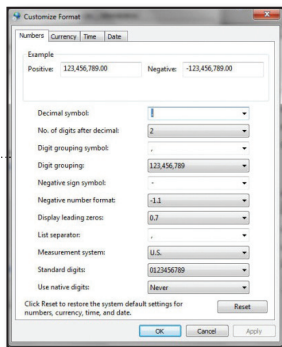 Customize Format
Numbers Currency Time Date
Example
Positive: 123,456,789.00 Negative: -123,456,789.00
Decimal symbol: .
No. of digits after decimal: 2
Digit grouping symbol: ,
Digit grouping: 123,456,789
Negative sign symbol: -
Negative number format: -1.1
Display leading zeros: 0.7
List separator: ,
Measurement system: U.S.
Standard digits: 0123456789
Use native digits: Never
Click Reset to restore the system default settings for
numbers, currency, time, and date.
Reset
OK Cancel Apply